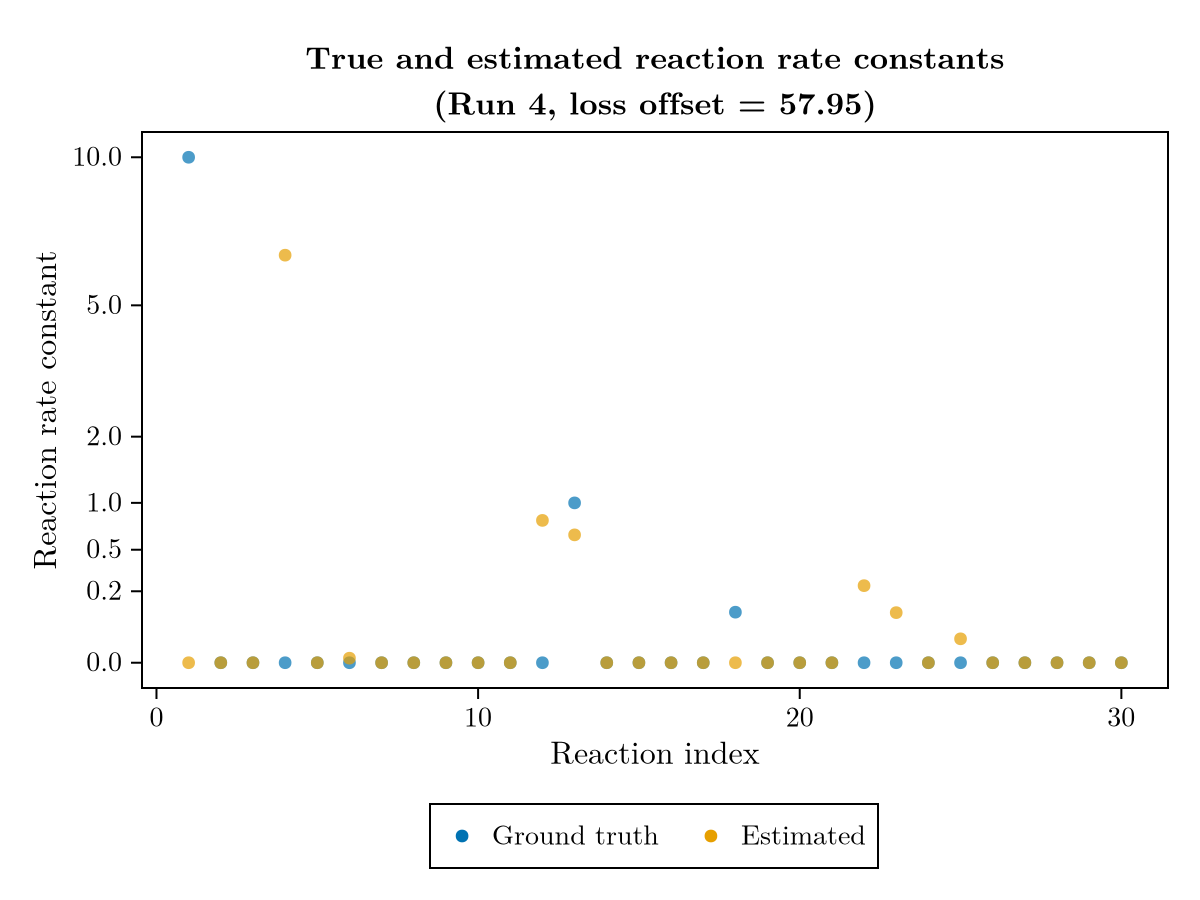 True and estimated reaction rate constants
(Run 4, loss offset = 57.95)
Reaction rate constant
10.0
5.0
2.0
1.0
0.5
0.2
0.0
0 10 20 30
Reaction index
Ground truth Estimated